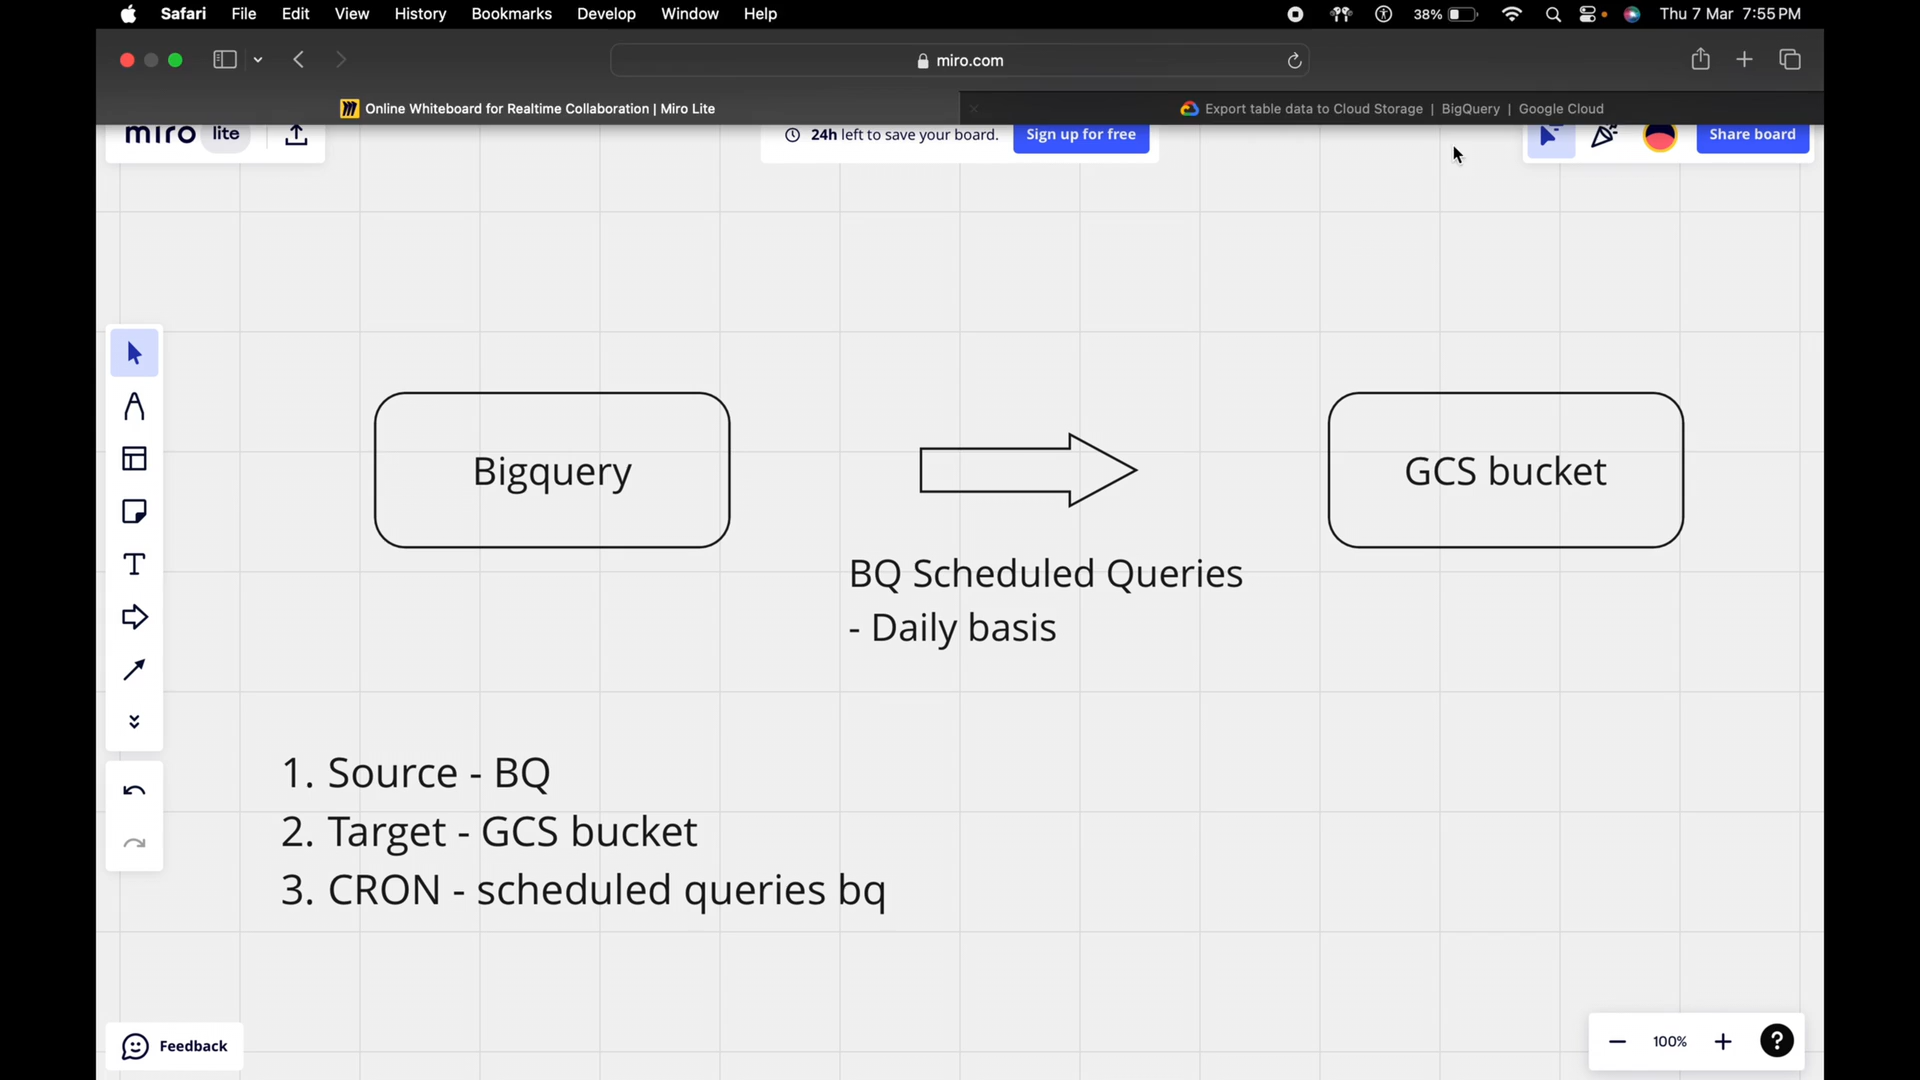 Safari File Edit View History Bookmarks Develop Window Help 38% Thu 7 Mar 7:55 PM
miro.com
Online Whiteboard for Realtime Collaboration | Miro Lite
Export table data to Cloud Storage | BigQuery | Google Cloud
miro lite
24h left to save your board. Sign up for free
Share board
Bigquery
GCS bucket
BQ Scheduled Queries
- Daily basis
1. Source - BQ
2. Target - GCS bucket
3. CRON - scheduled queries bq
Feedback
100%